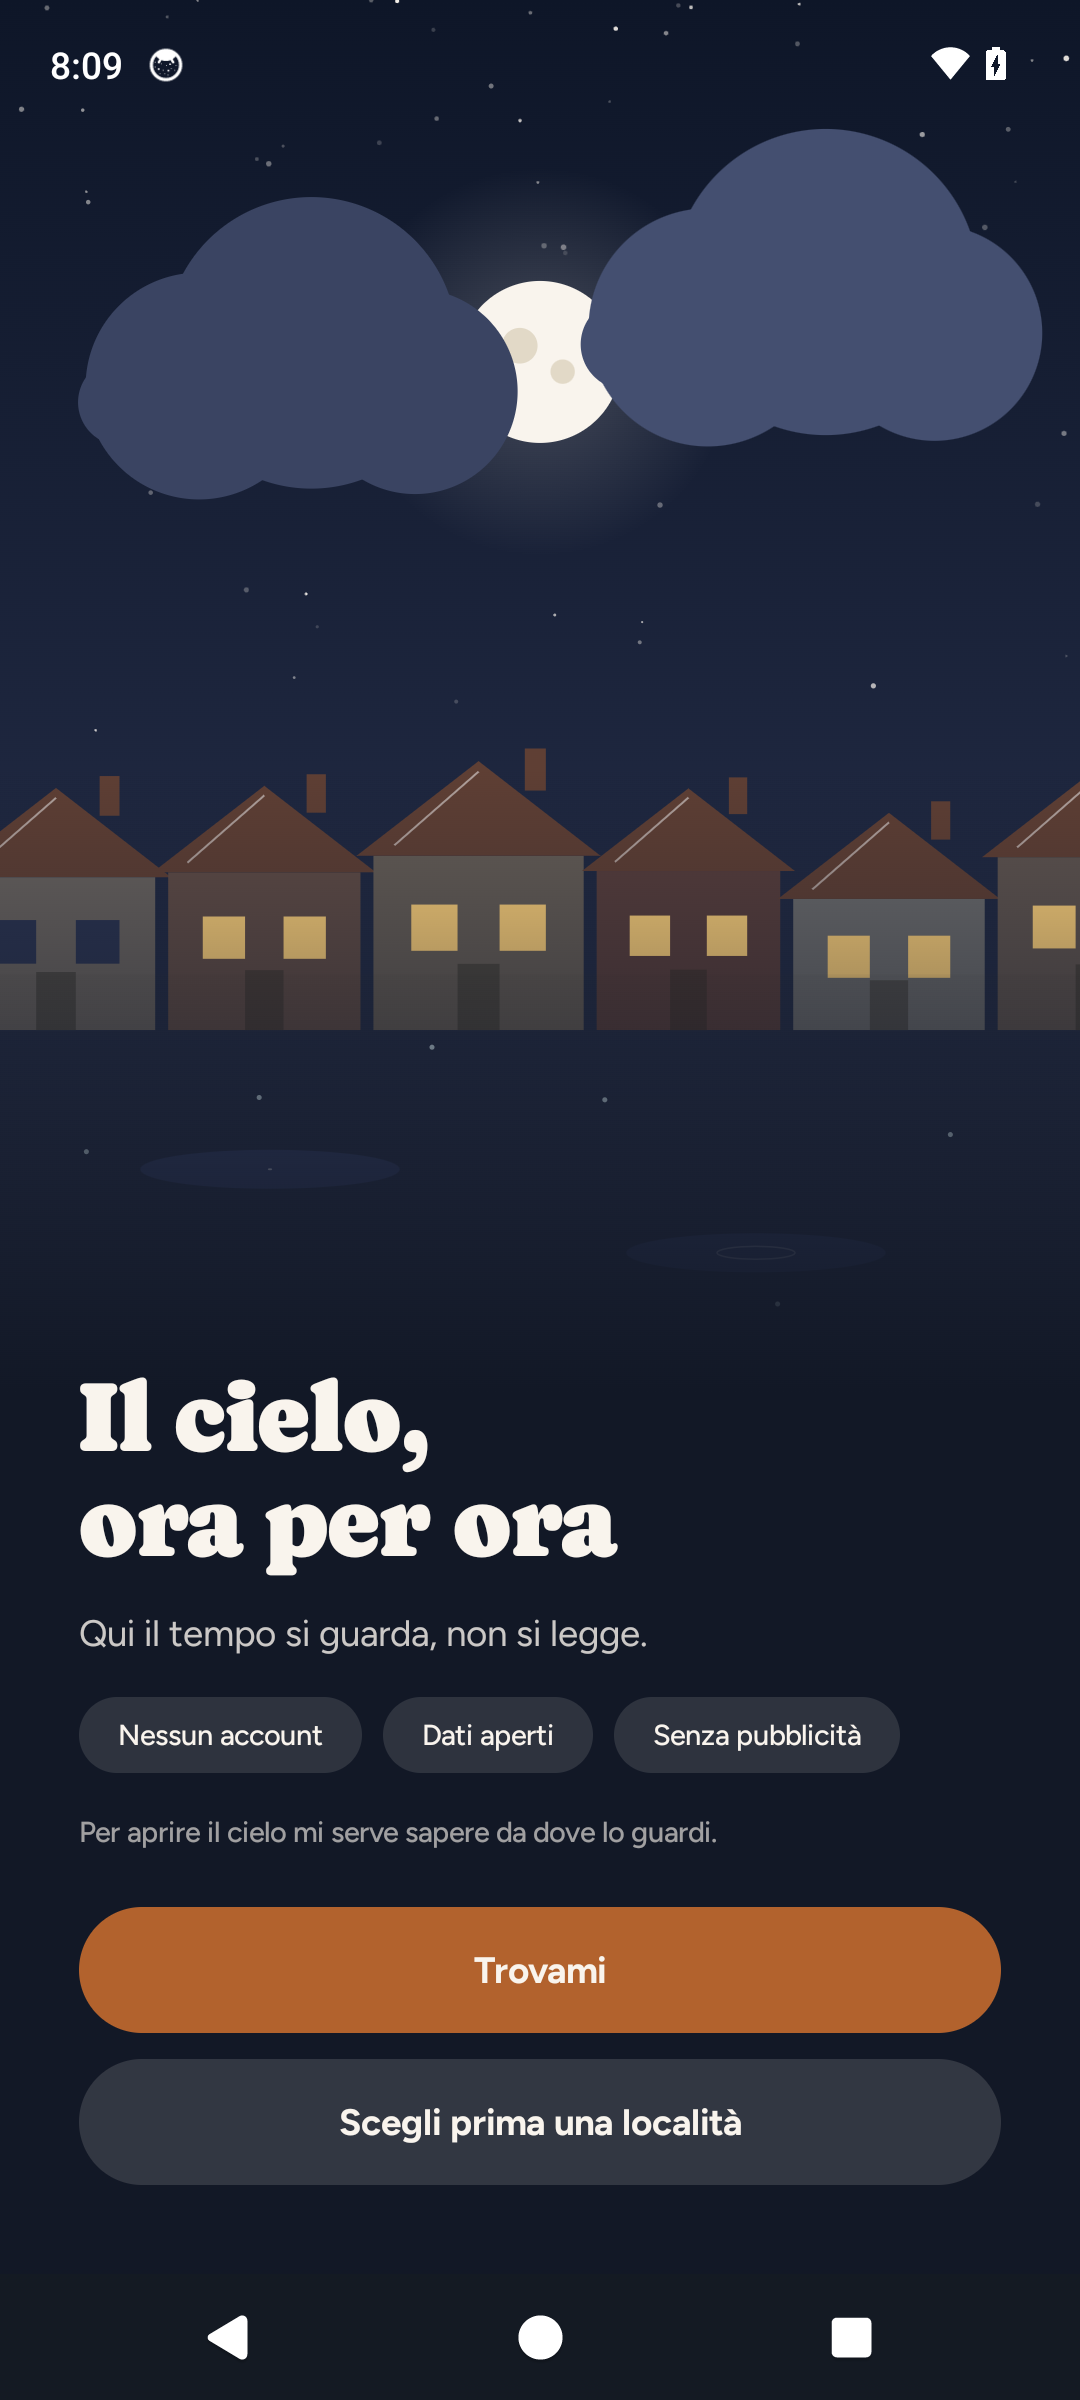 8:09
Il cielo,
ora per ora
Qui il tempo si guarda, non si legge.
Nessun account
Dati aperti
Senza pubblicità
Per aprire il cielo mi serve sapere da dove lo guardi.
Trovami
Scegli prima una località